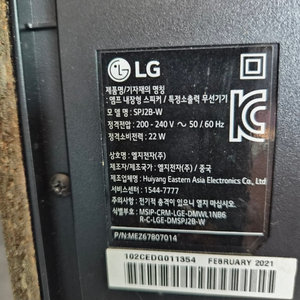 LG
제품명칭/기자재의 명칭
: 앰프 내장형 스피커 / 특정소출력 무선기기
모델명 : SPJ2B-W
정격전압 : 200 - 240 V ~ 50 / 60 Hz
정격소비전력 : 22 W
상호명 : 엘지전자(주)
제조자/제조국가 : 엘지전자(주) / 중국
제조업체명 : Huiyang Eastern Asia Electronics Co., Ltd
서비스센터 : 1544-7777
전기적 충격이 있으니 열지 마십시오
식별부호 : MSIP-CRM-LGE-DMWL1NB6
R-C-LGE-DMSPJ2B-W
P/N:MEZ67807014
102CEDG011354 FEBRUARY 2021